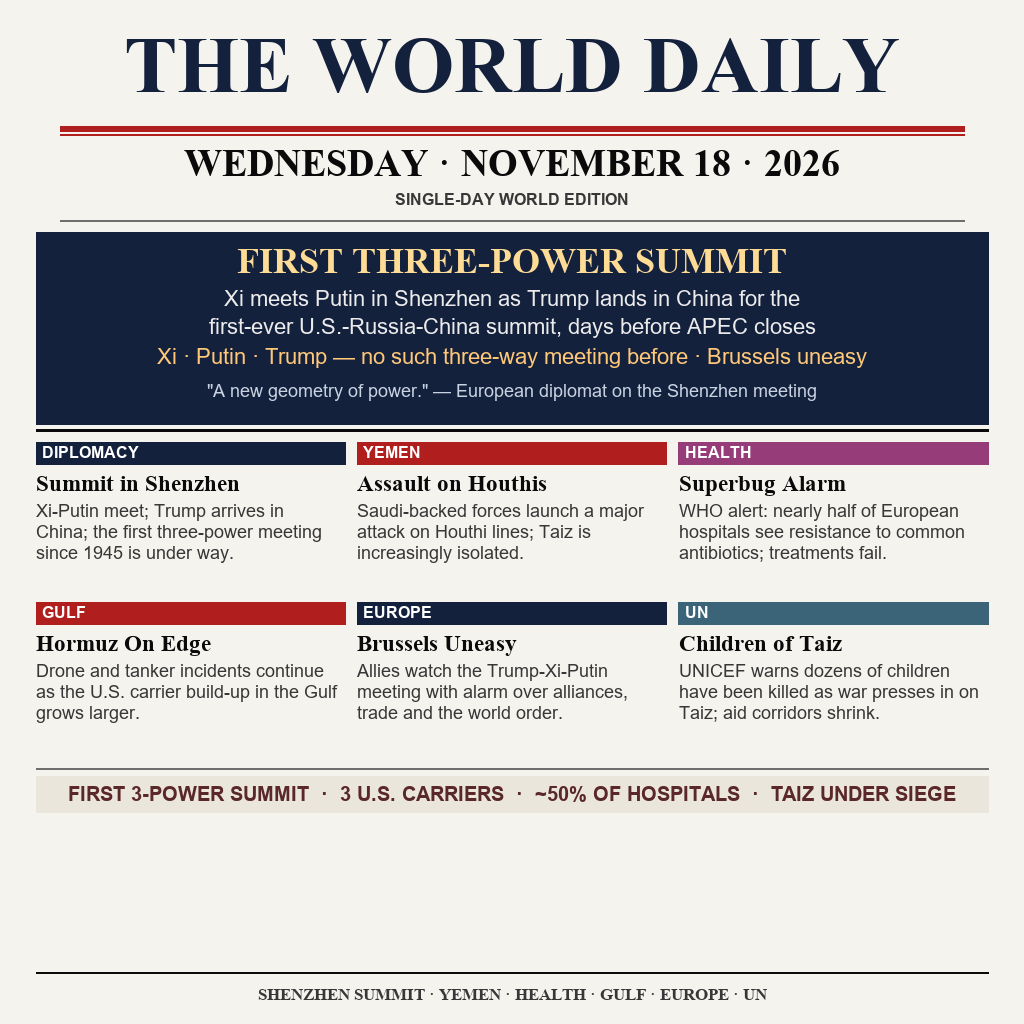 THE WORLD DAILY
WEDNESDAY · NOVEMBER 18 · 2026
SINGLE-DAY WORLD EDITION
FIRST THREE-POWER SUMMIT
Xi meets Putin in Shenzhen as Trump lands in China for the
first-ever U.S.-Russia-China summit, days before APEC closes
Xi · Putin · Trump — no such three-way meeting before · Brussels uneasy
"A new geometry of power." — European diplomat on the Shenzhen meeting
DIPLOMACY
Summit in Shenzhen
Xi-Putin meet; Trump arrives in
China; the first three-power meeting
since 1945 is under way.
YEMEN
Assault on Houthis
Saudi-backed forces launch a major
attack on Houthi lines; Taiz is
increasingly isolated.
HEALTH
Superbug Alarm
WHO alert: nearly half of European
hospitals see resistance to common
antibiotics; treatments fail.
GULF
Hormuz On Edge
Drone and tanker incidents continue
as the U.S. carrier build-up in the Gulf
grows larger.
EUROPE
Brussels Uneasy
Allies watch the Trump-Xi-Putin
meeting with alarm over alliances,
trade and the world order.
UN
Children of Taiz
UNICEF warns dozens of children
have been killed as war presses in on
Taiz; aid corridors shrink.
FIRST 3-POWER SUMMIT · 3 U.S. CARRIERS · ~50% OF HOSPITALS · TAIZ UNDER SIEGE
SHENZHEN SUMMIT · YEMEN · HEALTH · GULF · EUROPE · UN